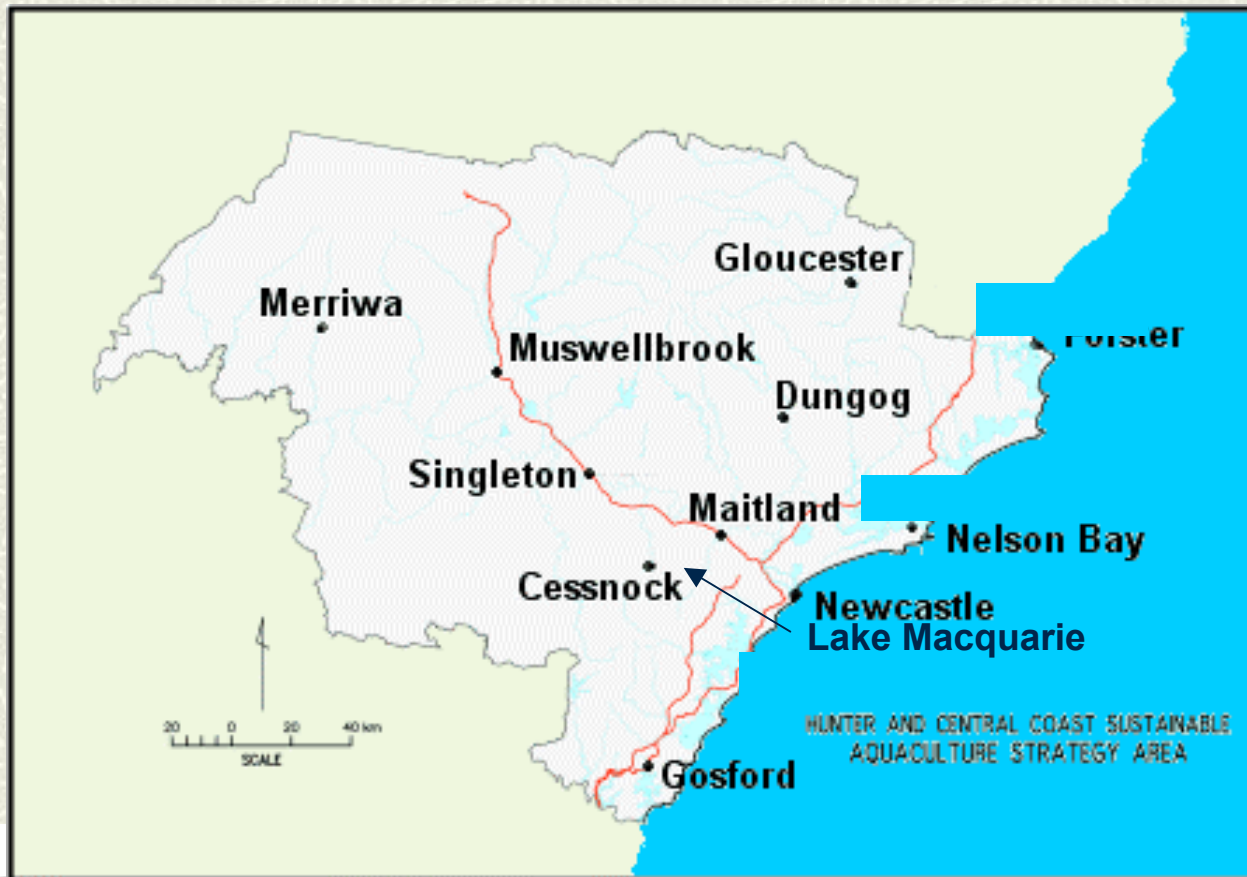 Gloucester
Merriwa
Forster
Muswellbrook
Dungog
Singleton
Maitland
Nelson Bay
Cessnock
Newcastle
Lake Macquarie
20 0 20 40 km
SCALE
HUNTER AND CENTRAL COAST SUSTAINABLE
AQUACULTURE STRATEGY AREA
Gosford